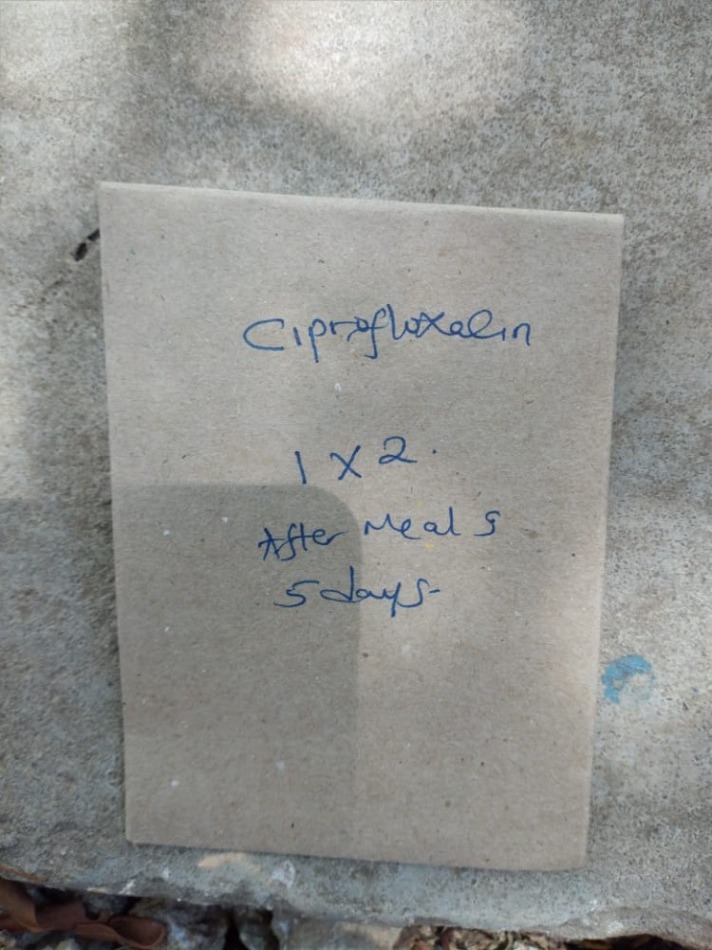 Ciprofloxalin
1 X 2.
After Meals
5 days-